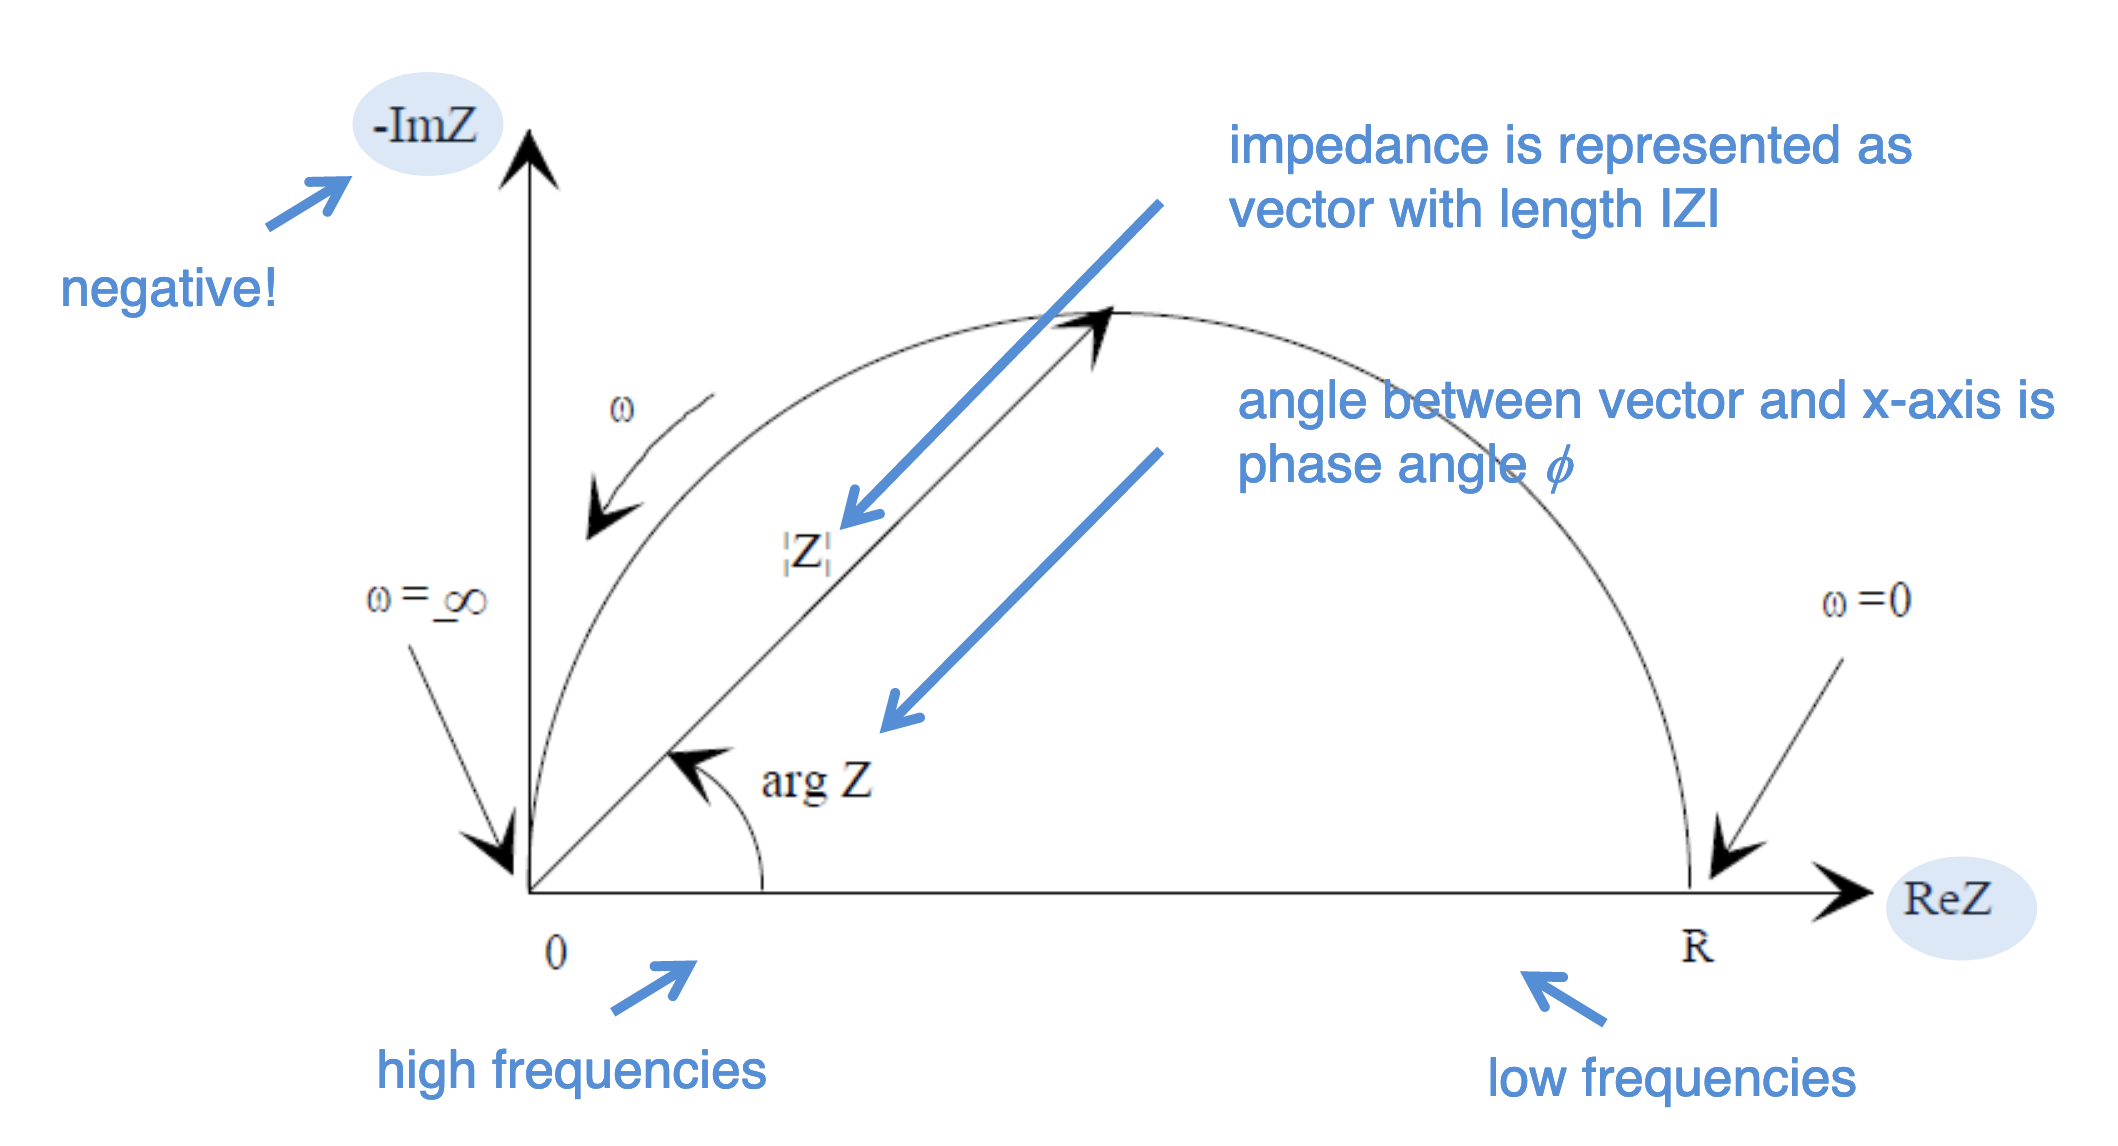 -ImZ
negative!
impedance is represented as
vector with length IZI
angle between vector and x-axis is
phase angle ϕ
ω
|Z|
ω = ∞
ω =0
arg Z
ReZ
0
R
high frequencies
low frequencies